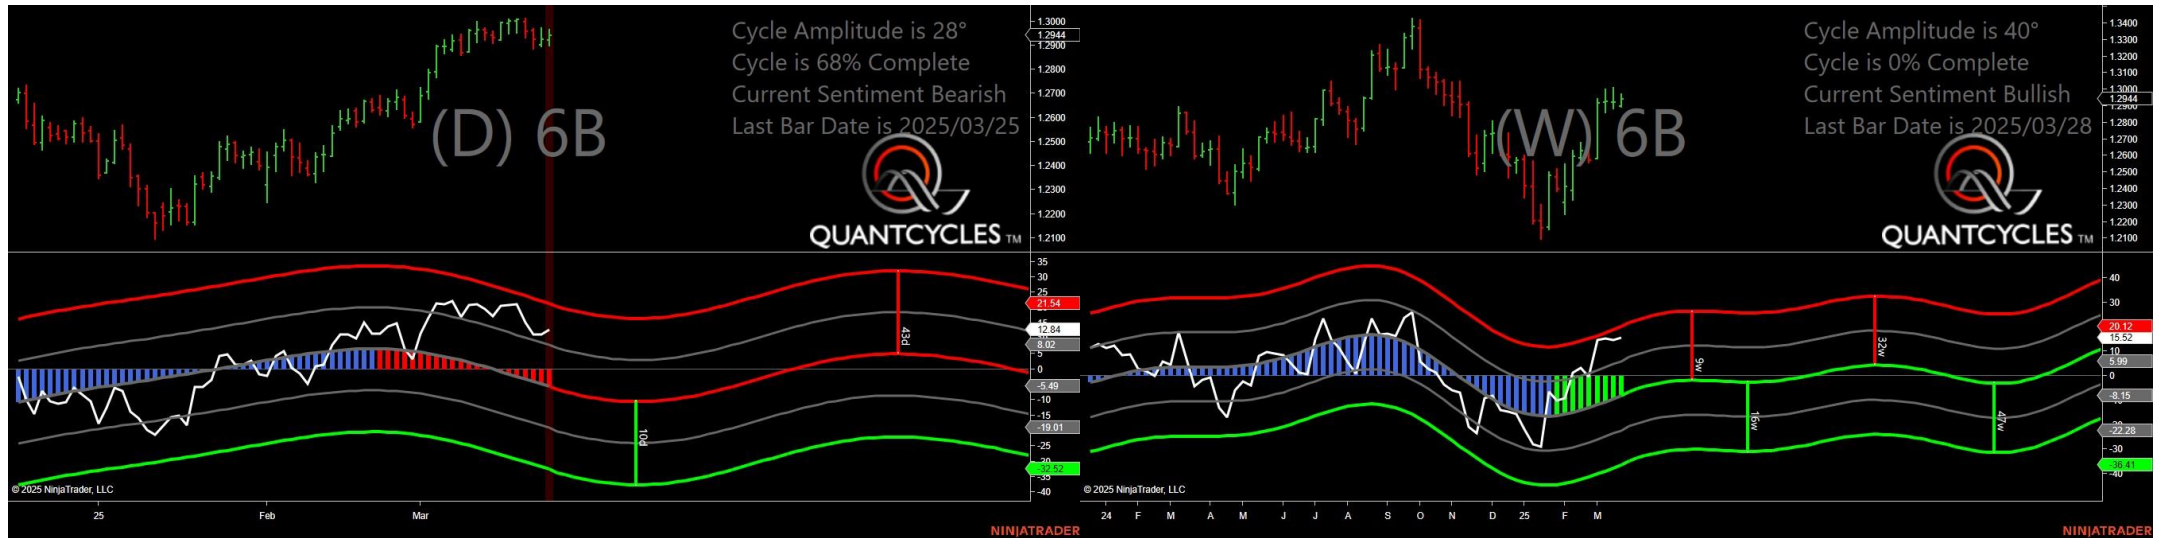 Cycle Amplitude is 28°
Cycle is 68% Complete
Current Sentiment Bearish
Last Bar Date is 2025/03/25
(D) 6B
QUANTCYCLES TM
1.3000
1.2944
1.2900
1.2800
1.2700
1.2600
1.2500
1.2400
1.2300
1.2200
1.2100
35
30
25
21.54
12.84
8.02
5
0
-5.49
-10
-15
-19.01
-25
-32.52
-35
-40
43d
10d
© 2025 NinjaTrader, LLC
25 Feb Mar
NINJATRADER
Cycle Amplitude is 40°
Cycle is 0% Complete
Current Sentiment Bullish
Last Bar Date is 2025/03/28
(W) 6B
QUANTCYCLES TM
1.3400
1.3300
1.3200
1.3100
1.3000
1.2944
1.2800
1.2700
1.2600
1.2500
1.2400
1.2300
1.2200
1.2100
40
30
20.12
15.52
10
5.99
0
-8.15
-22.28
-30
-36.41
-40
9w
32w
16w
47w
© 2025 NinjaTrader, LLC
24 F M A M J J A S O N D 25 F M
NINJATRADER